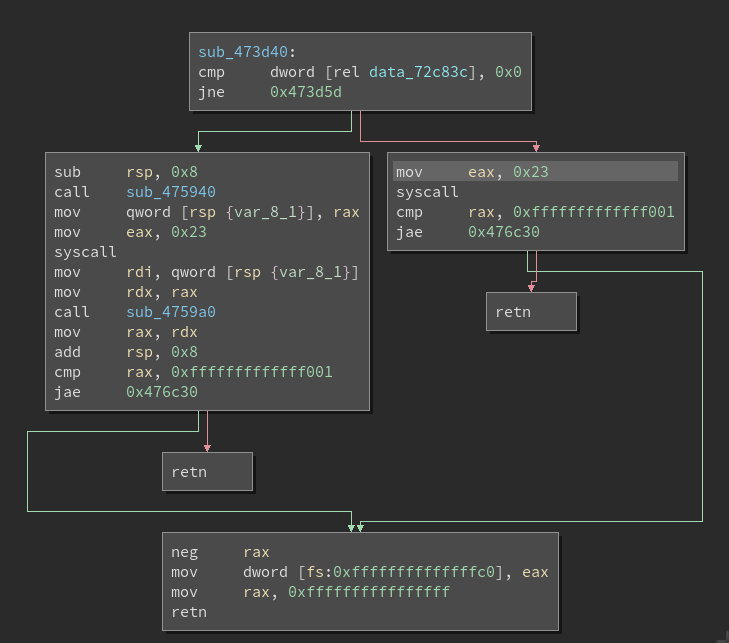 sub_473d40:
cmp dword [rel data_72c83c], 0x0
jne 0x473d5d
sub rsp, 0x8
call sub_475940
mov qword [rsp {var_8_1}], rax
mov eax, 0x23
syscall
mov rdi, qword [rsp {var_8_1}]
mov rdx, rax
call sub_4759a0
mov rax, rdx
add rsp, 0x8
cmp rax, 0xfffffffffffff001
jae 0x476c30
mov eax, 0x23
syscall
cmp rax, 0xfffffffffffff001
jae 0x476c30
retn
retn
neg rax
mov dword [fs:0xffffffffffffffc0], eax
mov rax, 0xffffffffffffffff
retn